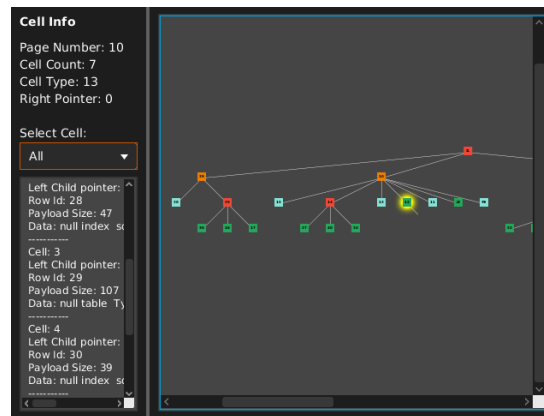 Cell Info
Page Number: 10
Cell Count: 7
Cell Type: 13
Right Pointer: 0
Select Cell:
All
Left Child pointer:
Row Id: 28
Payload Size: 47
Data: null index sc
-----------
Cell: 3
Left Child pointer:
Row Id: 29
Payload Size: 107
Data: null table Ty
-----------
Cell: 4
Left Child pointer:
Row Id: 30
Payload Size: 39
Data: null index sc
-----------